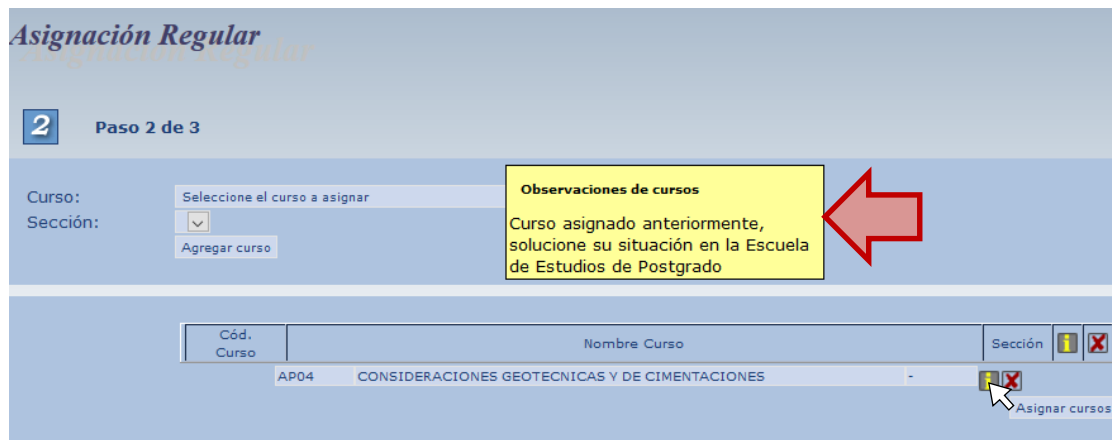 Asignación Regular
2 Paso 2 de 3
Curso: Seleccione el curso a asignar
Sección:
Agregar curso
Observaciones de cursos
Curso asignado anteriormente,
solucione su situación en la Escuela
de Estudios de Postgrado
Cód.
Curso
Nombre Curso
Sección
AP04 CONSIDERACIONES GEOTECNICAS Y DE CIMENTACIONES -
Asignar cursos